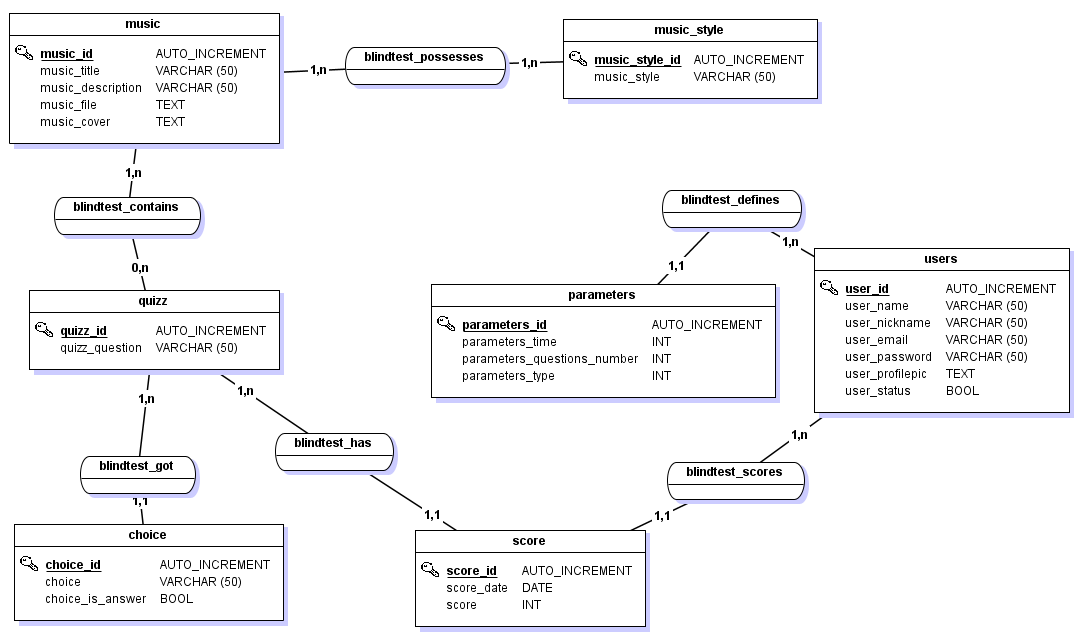 music
music_id AUTO_INCREMENT
music_title VARCHAR (50)
music_description VARCHAR (50)
music_file TEXT
music_cover TEXT
1,n
blindtest_possesses
1,n
music_style
music_style_id AUTO_INCREMENT
music_style VARCHAR (50)
1,n
blindtest_contains
0,n
quizz
quizz_id AUTO_INCREMENT
quizz_question VARCHAR (50)
blindtest_defines
1,n
1,1
parameters
parameters_id AUTO_INCREMENT
parameters_time INT
parameters_questions_number INT
parameters_type INT
users
user_id AUTO_INCREMENT
user_name VARCHAR (50)
user_nickname VARCHAR (50)
user_email VARCHAR (50)
user_password VARCHAR (50)
user_profilepic TEXT
user_status BOOL
1,n
blindtest_got
1,1
1,n
blindtest_has
1,1
1,n
blindtest_scores
1,1
choice
choice_id AUTO_INCREMENT
choice VARCHAR (50)
choice_is_answer BOOL
score
score_id AUTO_INCREMENT
score_date DATE
score INT